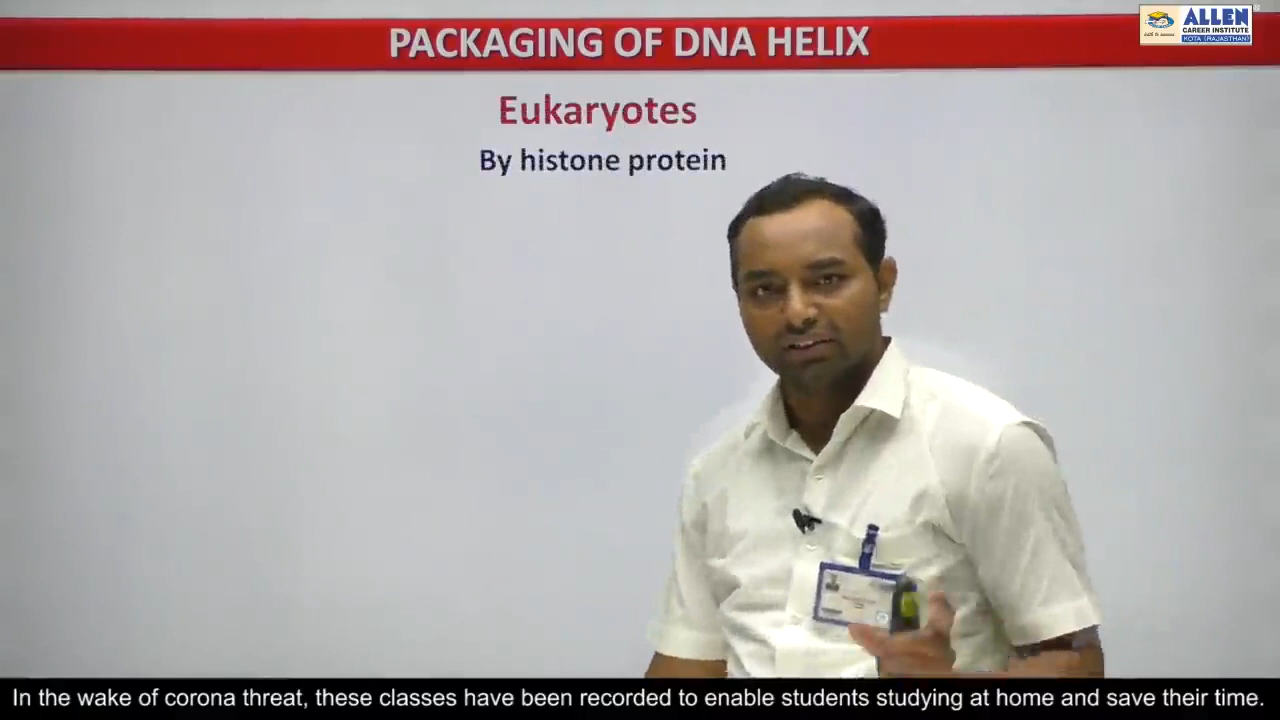 PACKAGING OF DNA HELIX
ALLEN
CAREER INSTITUTE
KOTA (RAJASTHAN)
Eukaryotes
By histone protein
In the wake of corona threat, these classes have been recorded to enable students studying at home and save their time.